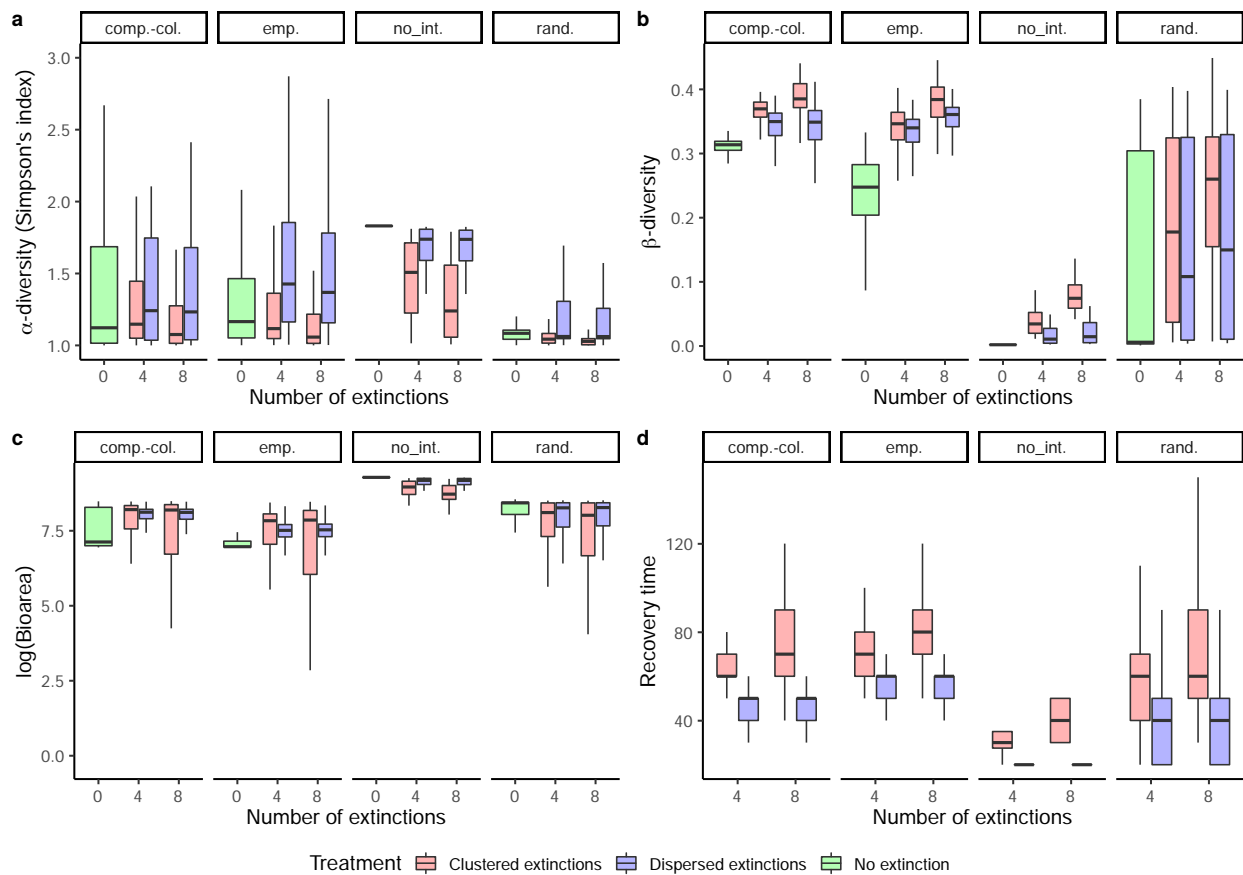 a
comp.-col. emp. no_int. rand.
α-diversity (Simpson's index)
3.0
2.5
2.0
1.5
1.0
0 4 8 0 4 8 0 4 8 0 4 8
Number of extinctions
b
comp.-col. emp. no_int. rand.
β-diversity
0.4
0.3
0.2
0.1
0.0
0 4 8 0 4 8 0 4 8 0 4 8
Number of extinctions
c
comp.-col. emp. no_int. rand.
log(Bioarea)
7.5
5.0
2.5
0.0
0 4 8 0 4 8 0 4 8 0 4 8
Number of extinctions
d
comp.-col. emp. no_int. rand.
Recovery time
120
80
40
4 8 4 8 4 8 4 8
Number of extinctions
Treatment Clustered extinctions Dispersed extinctions No extinction